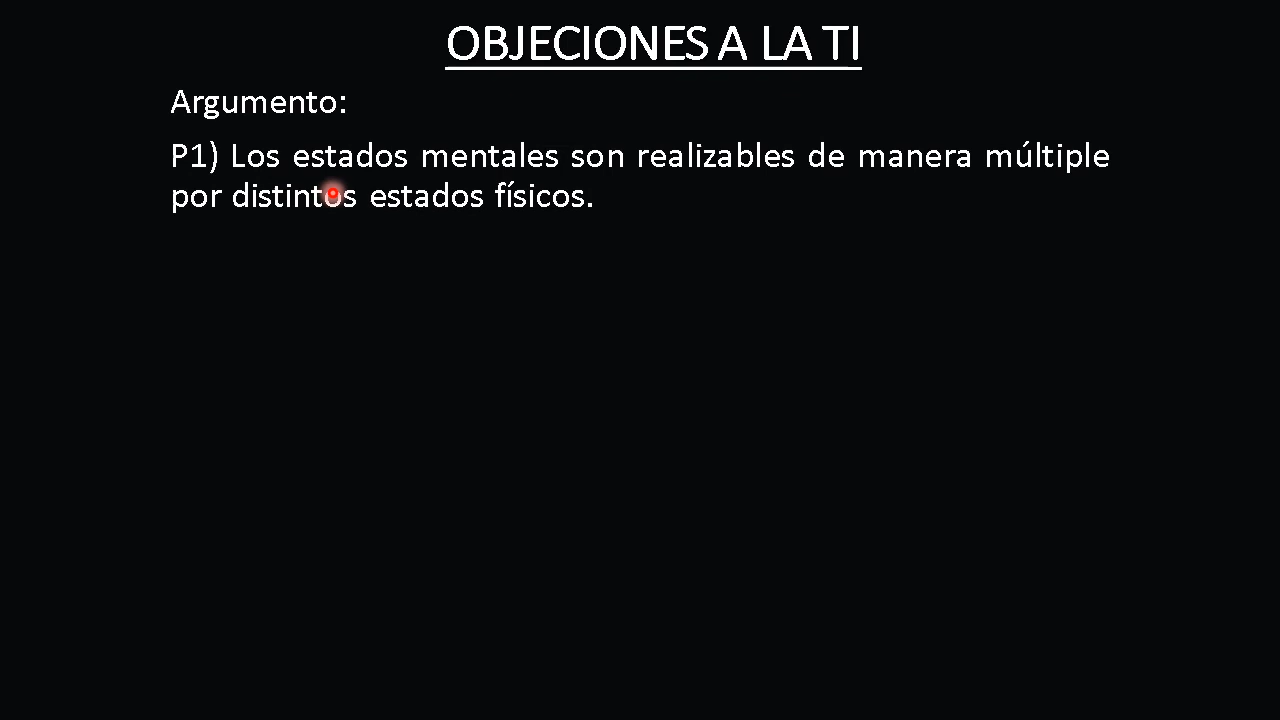 OBJECIONES A LA TI
Argumento:
P1) Los estados mentales son realizables de manera múltiple
por distintos estados físicos.